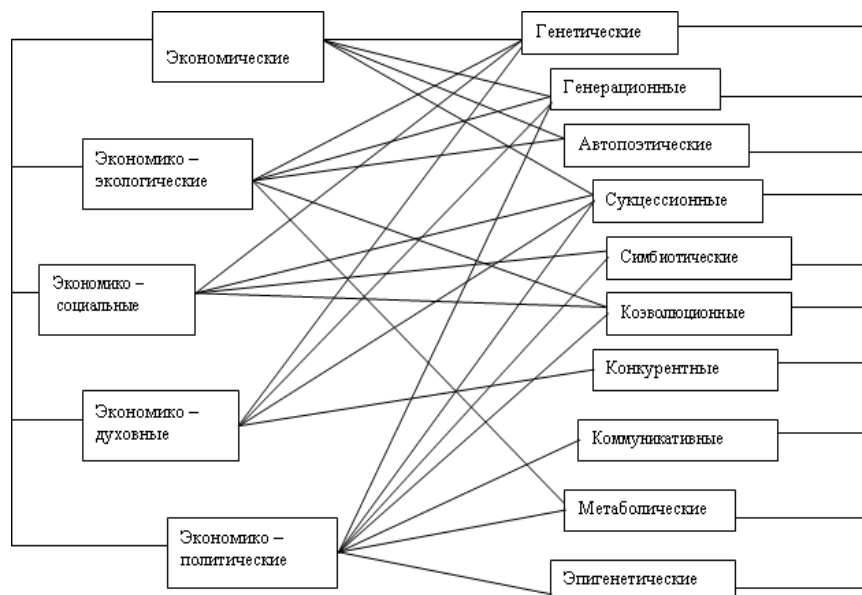 Экономические
Экономико –
экологические
Экономико –
социальные
Экономико –
духовные
Экономико –
политические
Генетические
Генерационные
Автопоэтические
Сукцессионные
Симбиотические
Коэволюционные
Конкурентные
Коммуникативные
Метаболические
Эпигенетические